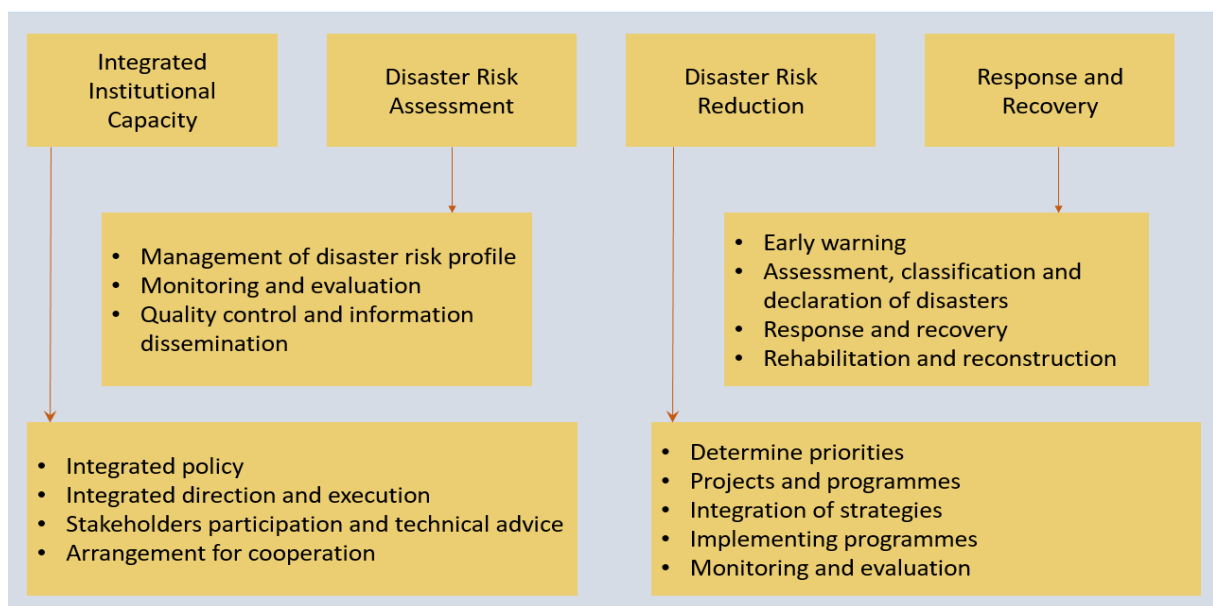 Integrated
Institutional
Capacity
Disaster Risk
Assessment
Disaster Risk
Reduction
Response and
Recovery
• Management of disaster risk profile
• Monitoring and evaluation
• Quality control and information
dissemination
• Early warning
• Assessment, classification and
declaration of disasters
• Response and recovery
• Rehabilitation and reconstruction
• Integrated policy
• Integrated direction and execution
• Stakeholders participation and technical advice
• Arrangement for cooperation
• Determine priorities
• Projects and programmes
• Integration of strategies
• Implementing programmes
• Monitoring and evaluation